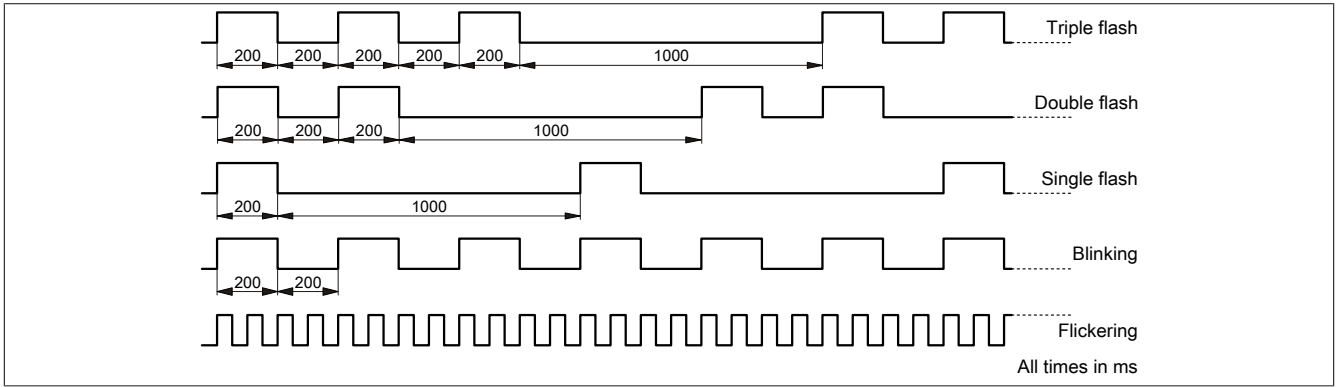 Triple flash
200 200 200 200 200 1000
Double flash
200 200 200 1000
Single flash
200 1000
Blinking
200 200
Flickering
All times in ms